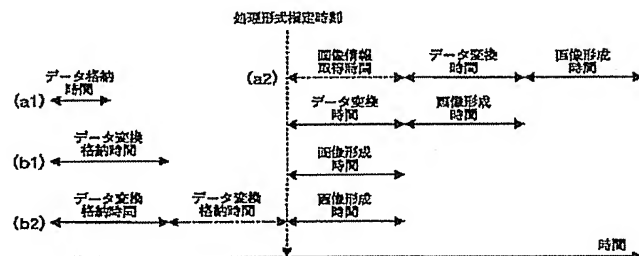 処理形式指定時刻
(a2)
画像情報
取得時間
データ変換
時間
画像形成
時間
データ格納
時間
(a1)
データ変換
時間
画像形成
時間
データ変換
格納時間
(b1)
画像形成
時間
データ変換
格納時間
(b2)
データ変換
格納時間
画像形成
時間
時間